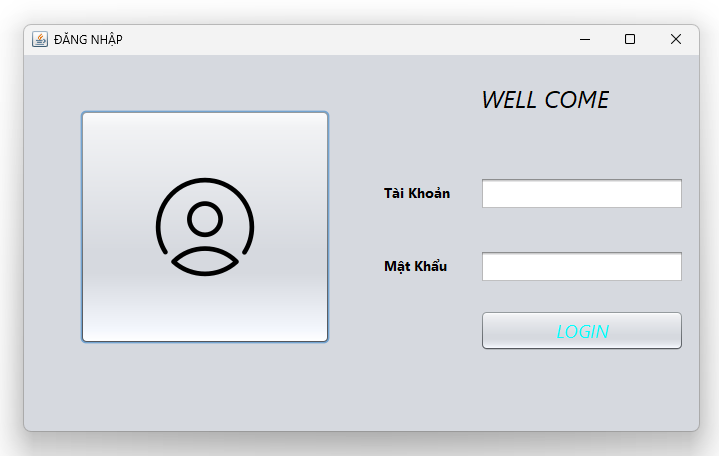 ĐĂNG NHẬP
WELL COME
Tài Khoản
Mật Khẩu
LOGIN